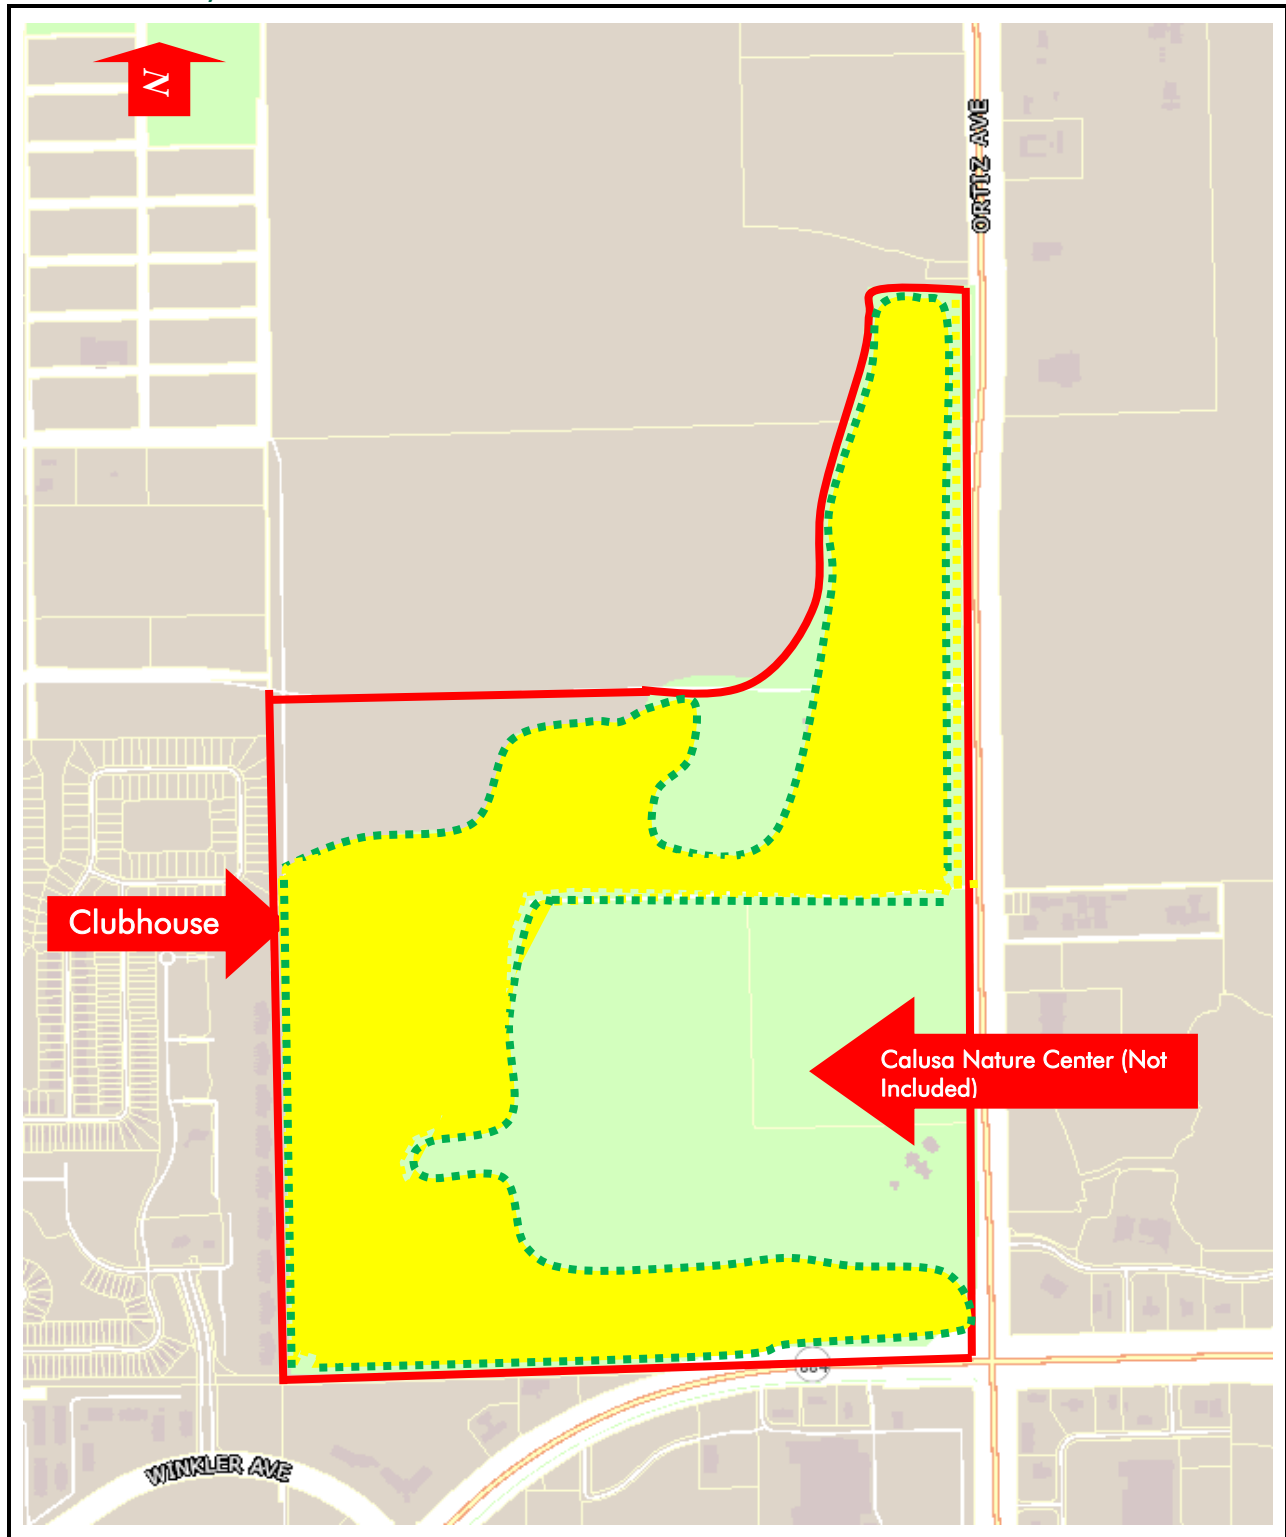 N
ORTIZ AVE
Clubhouse
Calusa Nature Center (Not
Included)
WINKLER AVE